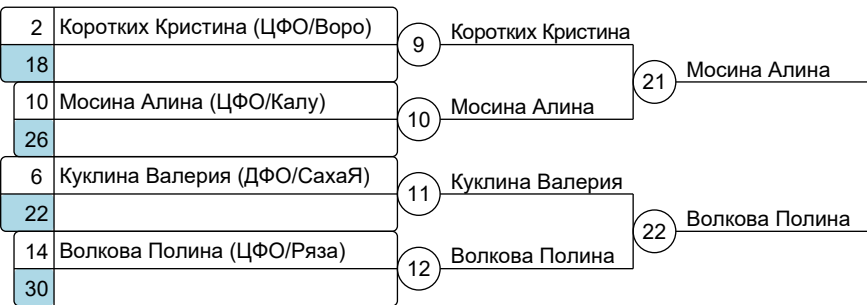 2 Коротких Кристина (ЦФО/Воро)
9 Коротких Кристина
18
21 Мосина Алина
10 Мосина Алина (ЦФО/Калу)
10 Мосина Алина
26
6 Куклина Валерия (ДФО/СахаЯ)
11 Куклина Валерия
22
22 Волкова Полина
14 Волкова Полина (ЦФО/Ряза)
12 Волкова Полина
30